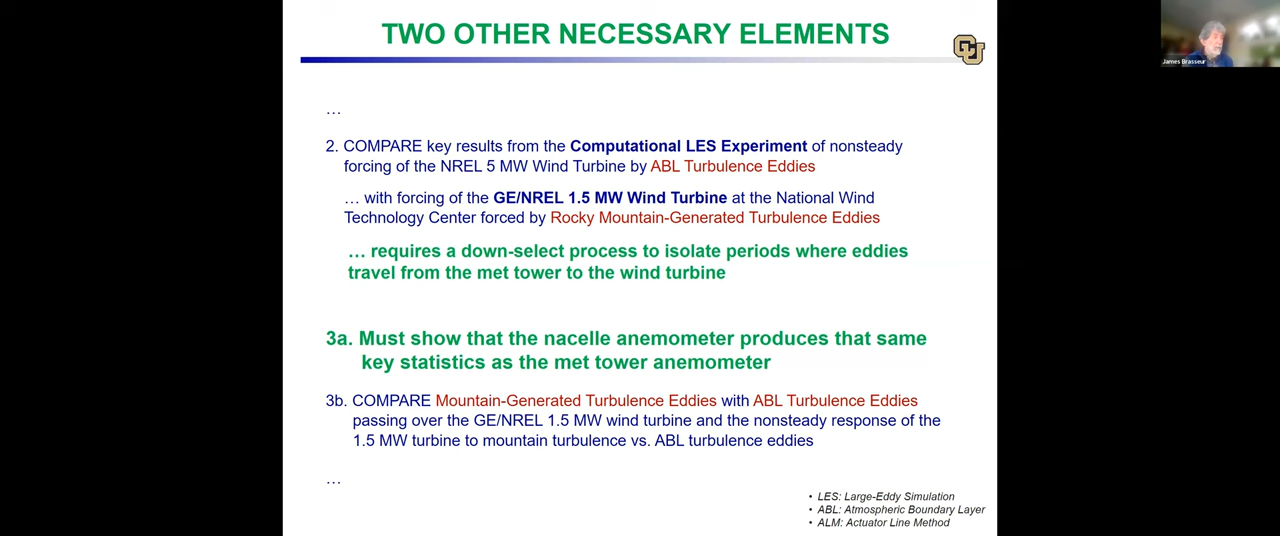 TWO OTHER NECESSARY ELEMENTS
CU
James Brasseur
…
2. COMPARE key results from the Computational LES Experiment of nonsteady
forcing of the NREL 5 MW Wind Turbine by ABL Turbulence Eddies
… with forcing of the GE/NREL 1.5 MW Wind Turbine at the National Wind
Technology Center forced by Rocky Mountain-Generated Turbulence Eddies
… requires a down-select process to isolate periods where eddies
travel from the met tower to the wind turbine
3a. Must show that the nacelle anemometer produces that same
key statistics as the met tower anemometer
3b. COMPARE Mountain-Generated Turbulence Eddies with ABL Turbulence Eddies
passing over the GE/NREL 1.5 MW wind turbine and the nonsteady response of the
1.5 MW turbine to mountain turbulence vs. ABL turbulence eddies
…
• LES: Large-Eddy Simulation
• ABL: Atmospheric Boundary Layer
• ALM: Actuator Line Method